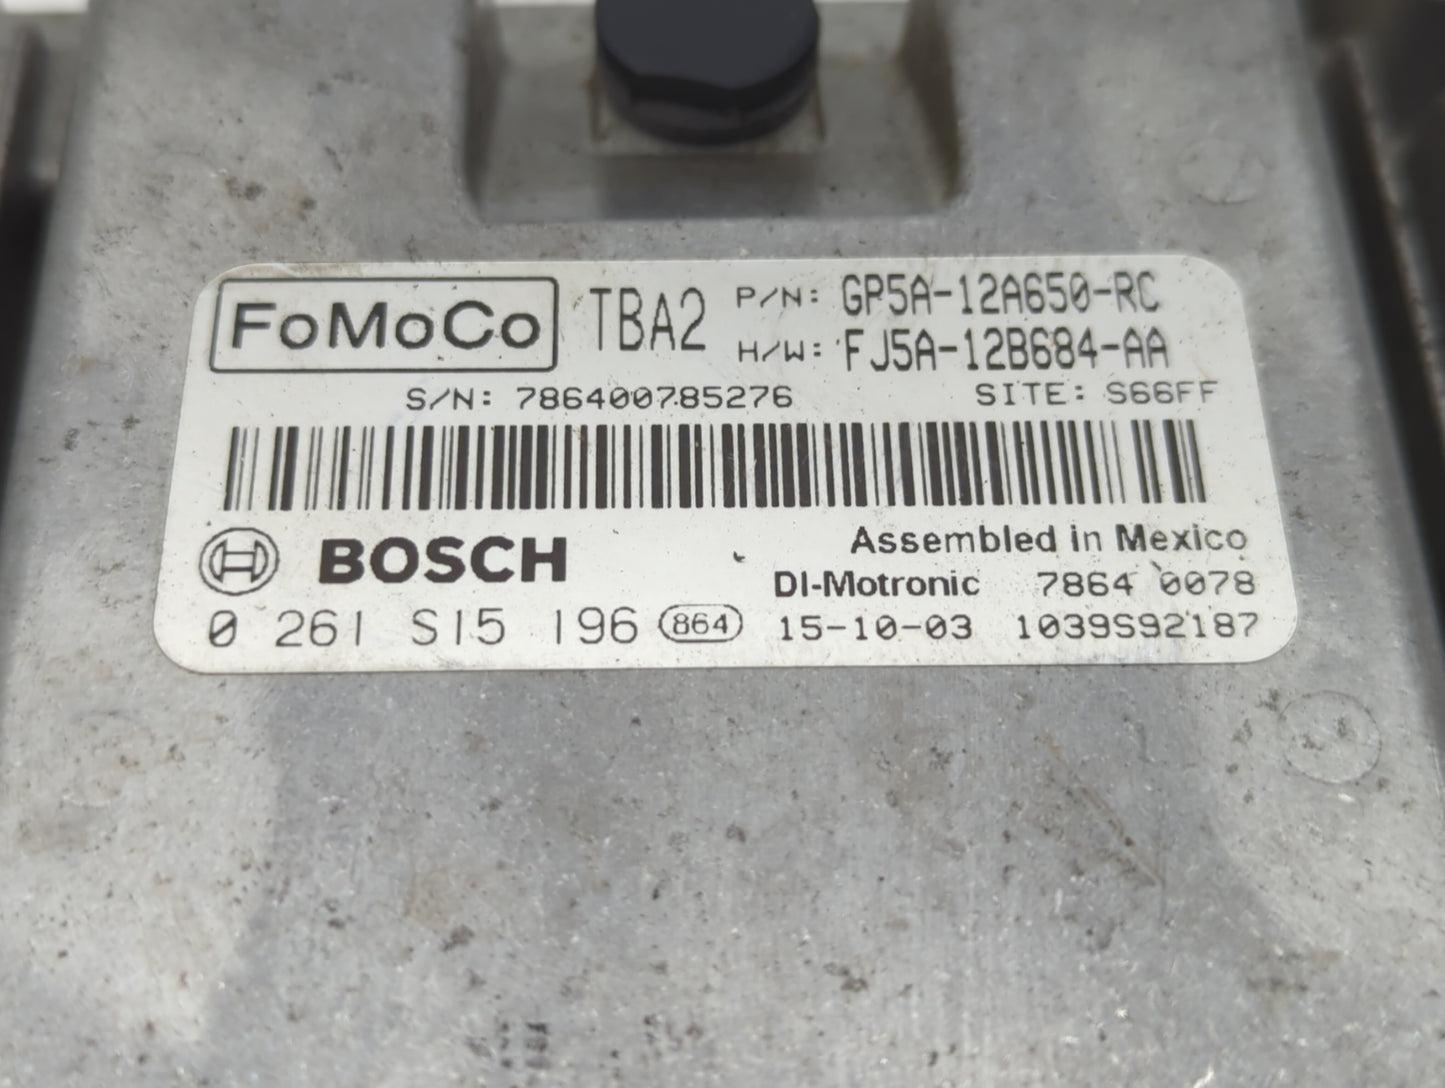 FoMoCo TBA2 P/N: GP5A-12A650-RC
H/W: FJ5A-12B684-AA
S/N: 786400785276 SITE: S66FF
BOSCH Assembled in Mexico
DI-Motronic 7864 0078
0 261 S15 196 864 15-10-03 1039S92187